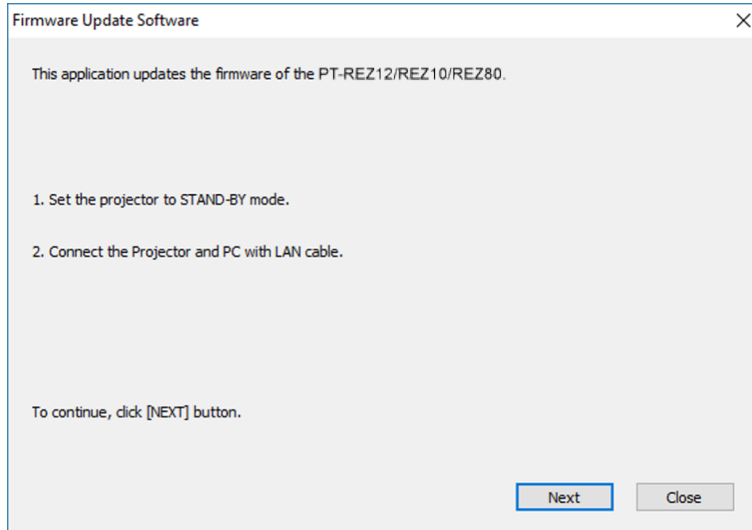 Firmware Update Software
This application updates the firmware of the PT-REZ12/REZ10/REZ80.
1. Set the projector to STAND-BY mode.
2. Connect the Projector and PC with LAN cable.
To continue, click [NEXT] button.
Next
Close